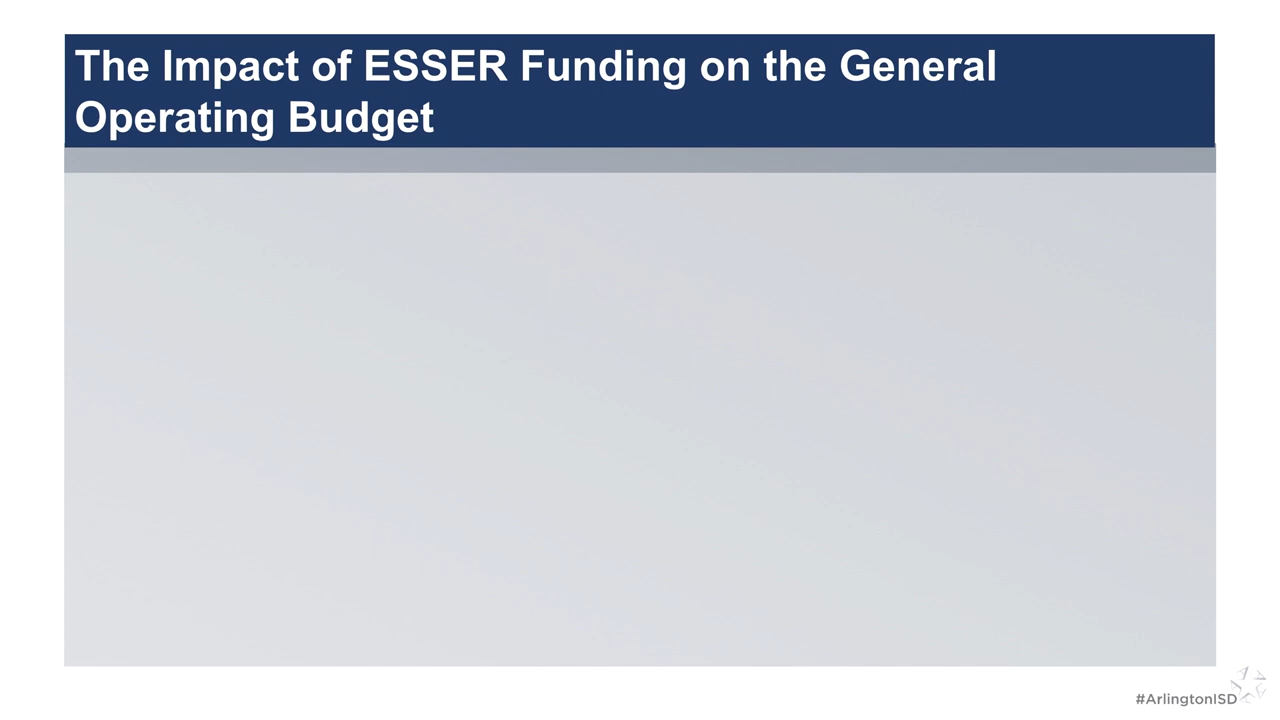 The Impact of ESSER Funding on the General
Operating Budget
#ArlingtonISD